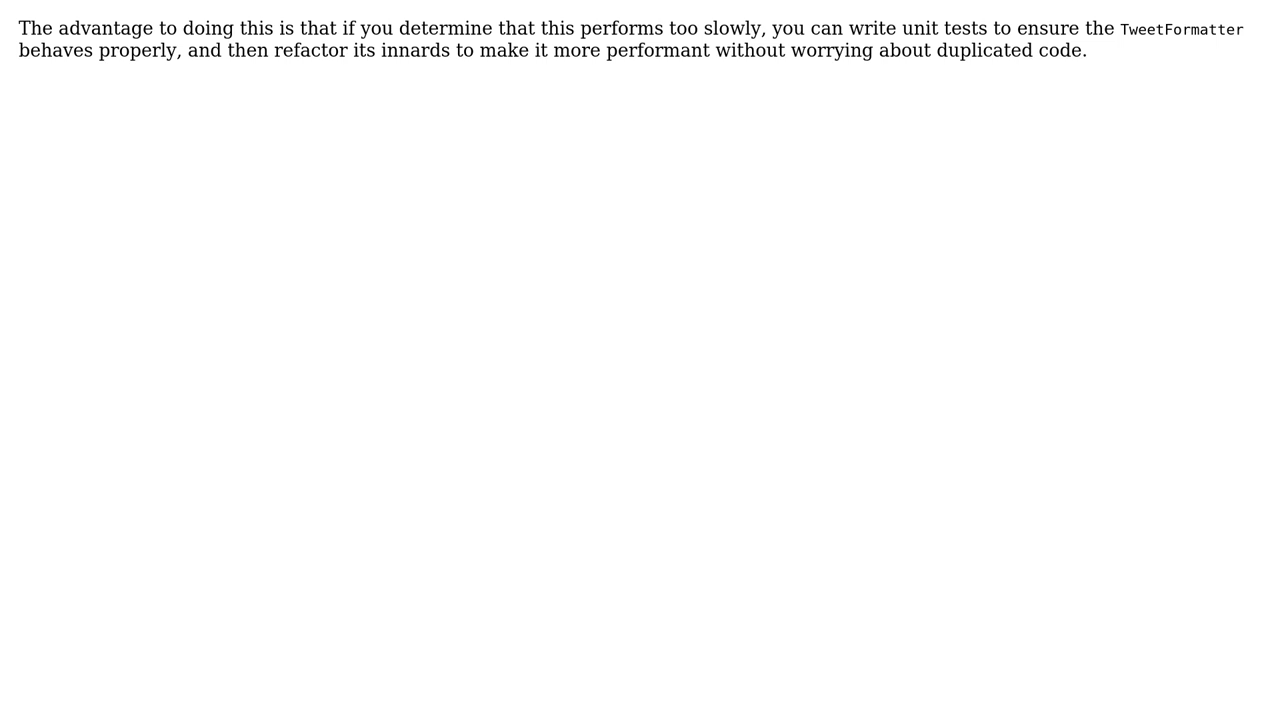 The advantage to doing this is that if you determine that this performs too slowly, you can write unit tests to ensure the TweetFormatter
behaves properly, and then refactor its innards to make it more performant without worrying about duplicated code.